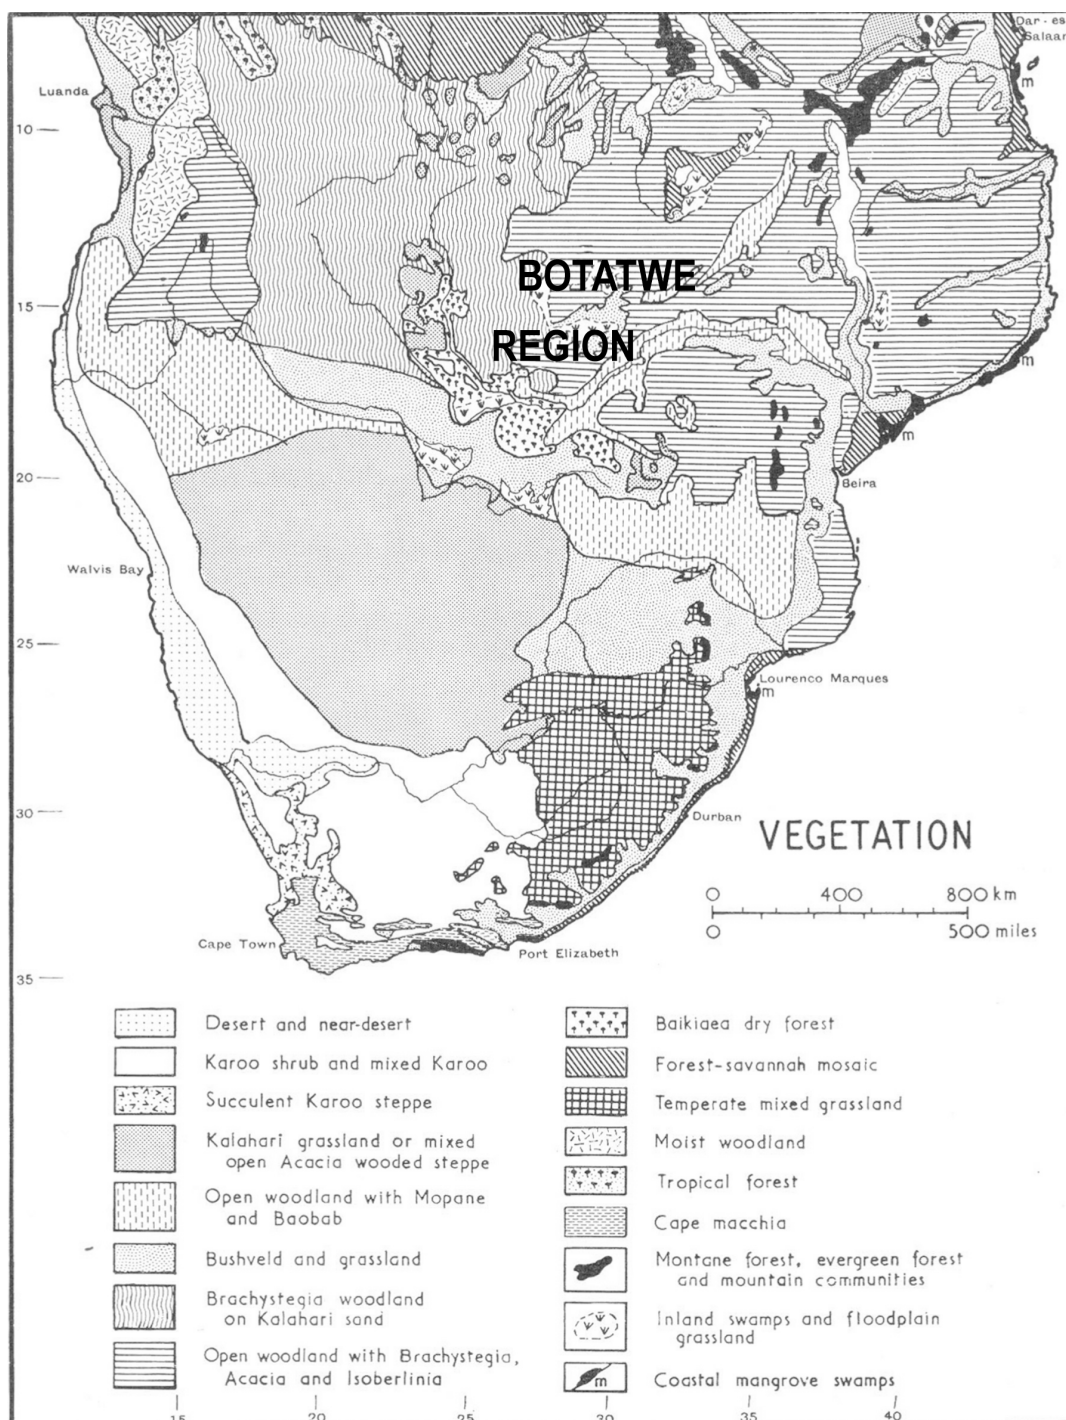 Dar-es
Salaam
m
Luanda
10
BOTATWE
15
REGION
m
m
20
Beira
Walvis Bay
25
Lourenco Marques
m
30
Durban
VEGETATION
0 400 800 km
0 500 miles
Cape Town
Port Elizabeth
35
Desert and near-desert
Karoo shrub and mixed Karoo
Succulent Karoo steppe
Kalahari grassland or mixed
open Acacia wooded steppe
Open woodland with Mopane
and Baobab
Bushveld and grassland
Brachystegia woodland
on Kalahari sand
Open woodland with Brachystegia,
Acacia and Isoberlinia
Baikiaea dry forest
Forest-savannah mosaic
Temperate mixed grassland
Moist woodland
Tropical forest
Cape macchia
Montane forest, evergreen forest
and mountain communities
Inland swamps and floodplain
grassland
m
Coastal mangrove swamps
15 20 25 30 35 40